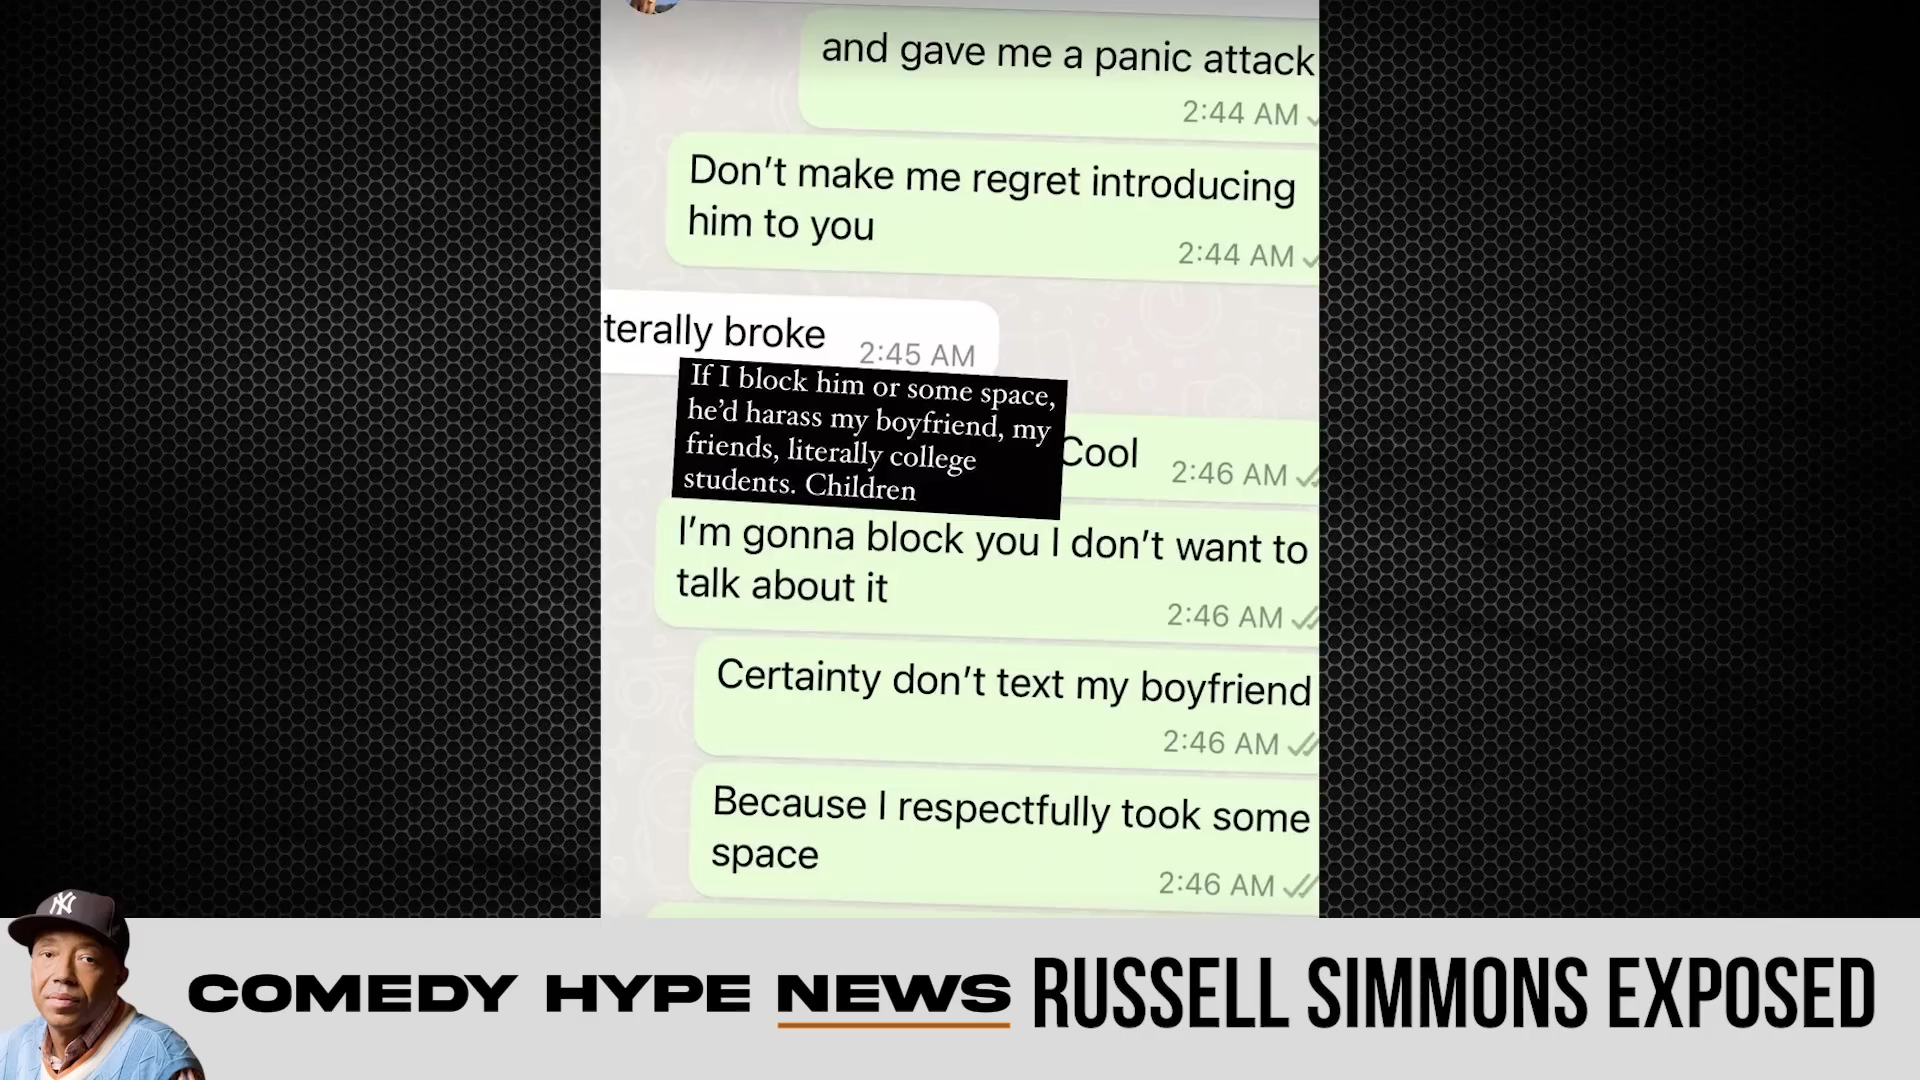 and gave me a panic attack
2:44 AM
Don't make me regret introducing
him to you
2:44 AM
terally broke
2:45 AM
If I block him or some space,
he'd harass my boyfriend, my
friends, literally college
students. Children
Cool
2:46 AM
I'm gonna block you I don't want to
talk about it
2:46 AM
Certainty don't text my boyfriend
2:46 AM
Because I respectfully took some
space
2:46 AM
NY
COMEDY HYPE NEWS RUSSELL SIMMONS EXPOSED